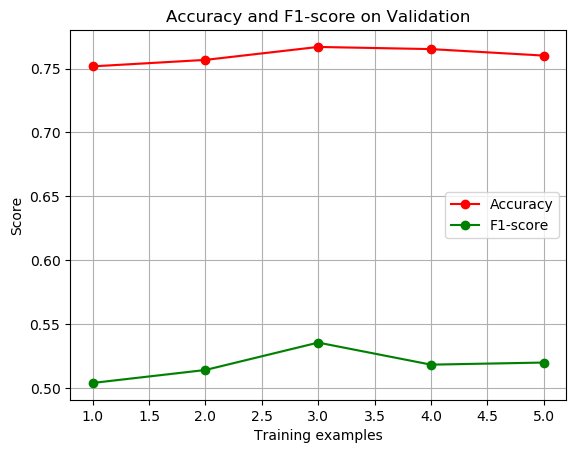 Accuracy and F1-score on Validation
Score
0.75
0.70
0.65
0.60
0.55
0.50
Accuracy
F1-score
1.0 1.5 2.0 2.5 3.0 3.5 4.0 4.5 5.0
Training examples